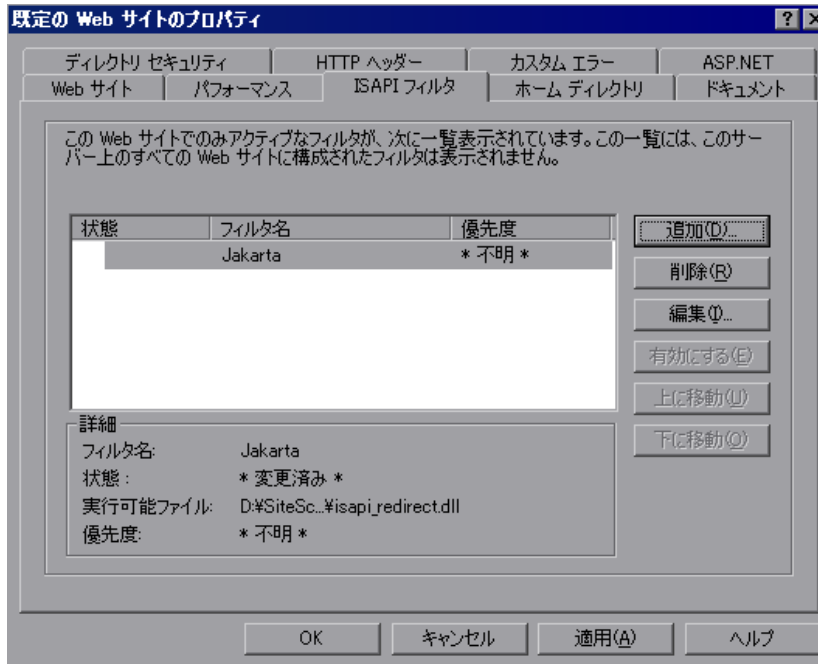 既定の Web サイトのプロパティ
ディレクトリ セキュリティ HTTP ヘッダー カスタム エラー ASP.NET
Web サイト パフォーマンス ISAPI フィルタ ホーム ディレクトリ ドキュメント
この Web サイトでのみアクティブなフィルタが、次に一覧表示されています。この一覧には、このサー
バー上のすべての Web サイトに構成されたフィルタは表示されません。
状態 フィルタ名 優先度
Jakarta * 不明 *
追加(D)...
削除(R)
編集(I)...
有効にする(E)
上に移動(U)
下に移動(O)
詳細
フィルタ名: Jakarta
状態 : * 変更済み *
実行可能ファイル: D:¥SiteSc...¥isapi_redirect.dll
優先度: * 不明 *
OK キャンセル 適用(A) ヘルプ